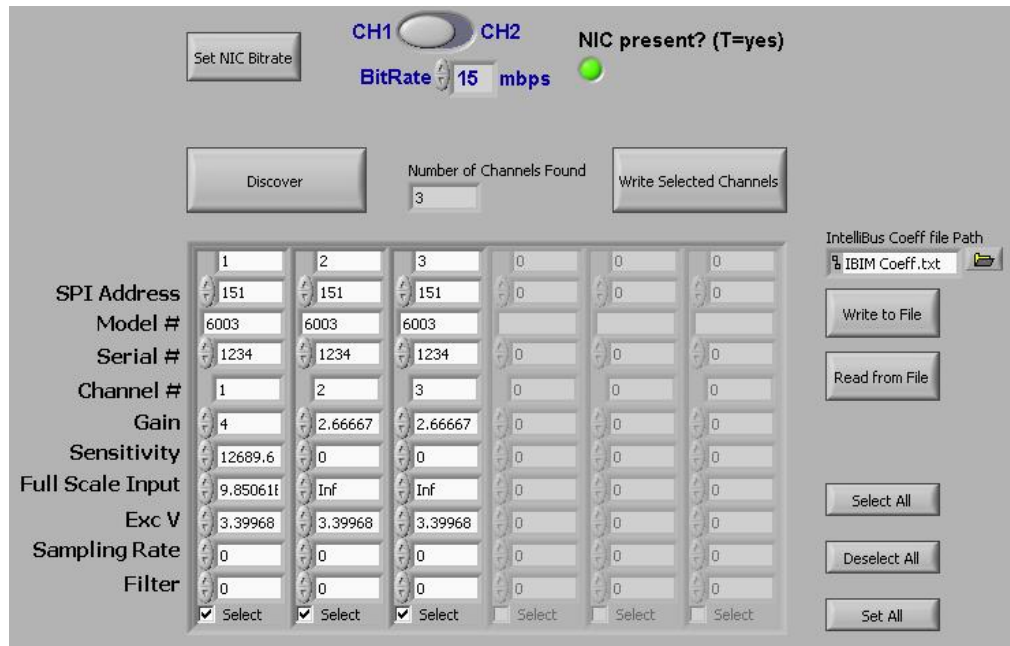 CH1 CH2
NIC present? (T=yes)
Set NIC Bitrate
BitRate 15 mbps
Discover
Number of Channels Found
3
Write Selected Channels
IntelliBus Coeff file Path
IBIM Coeff.txt
1 2 3 0 0 0
SPI Address 151 151 151 0 0 0
Write to File
Model # 6003 6003 6003
Serial # 1234 1234 1234 0 0 0
Read from File
Channel # 1 2 3 0 0 0
Gain 4 2.66667 2.66667 0 0 0
Sensitivity 12689.6 0 0 0 0 0
Full Scale Input 9.85061E Inf Inf 0 0 0
Select All
Exc V 3.39968 3.39968 3.39968 0 0 0
Sampling Rate 0 0 0 0 0 0
Deselect All
Filter 0 0 0 0 0 0
Select Select Select Select Select Select
Set All